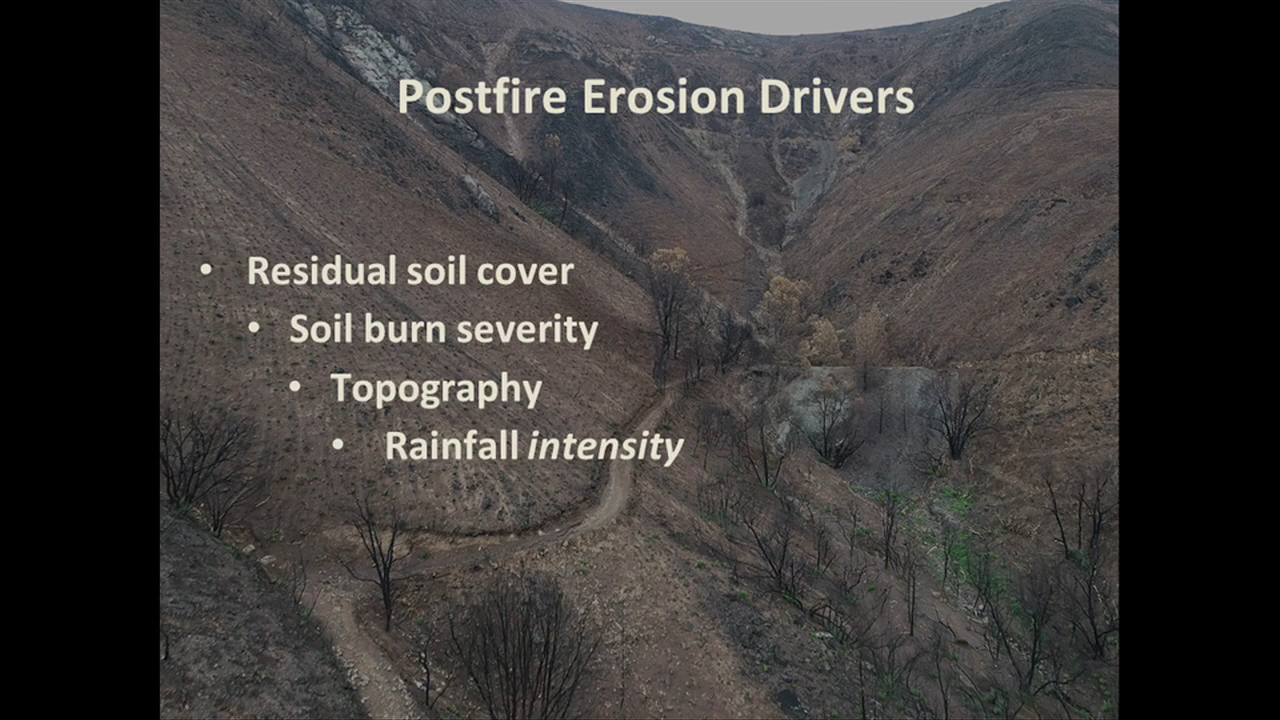 Postfire Erosion Drivers
• Residual soil cover
• Soil burn severity
• Topography
• Rainfall intensity